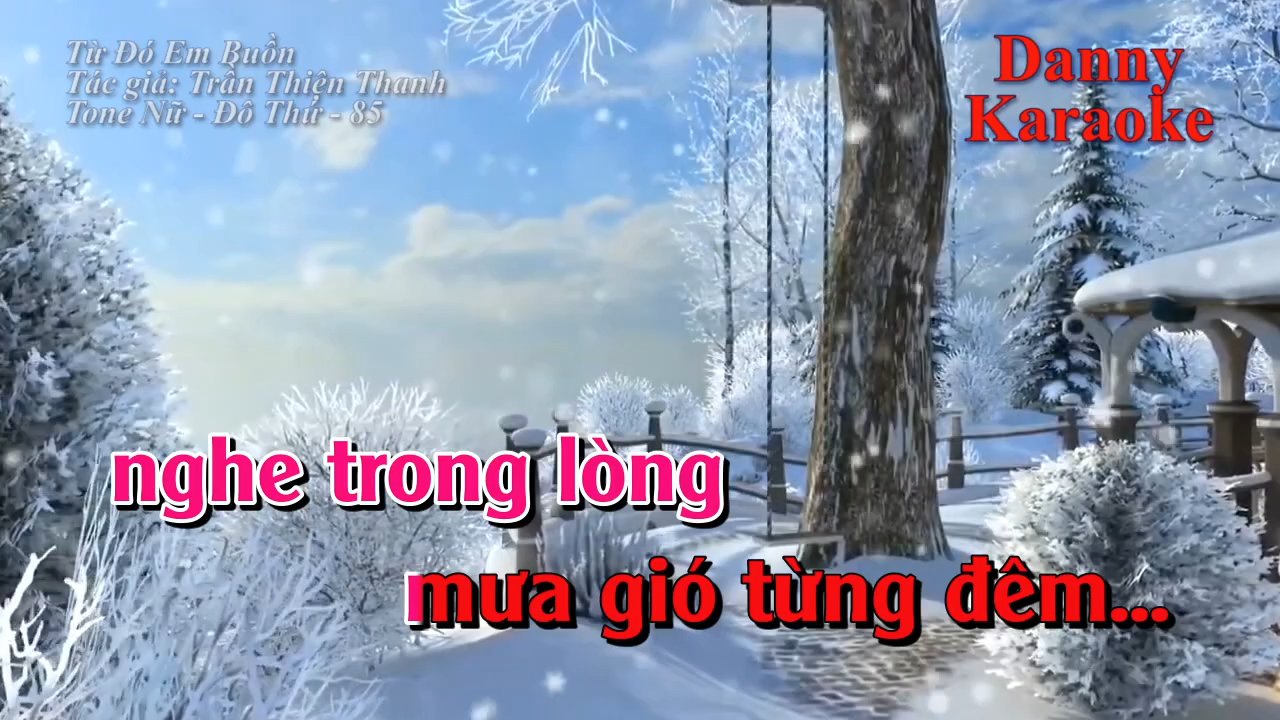 Từ Đó Em Buồn
Tác giả: Trần Thiện Thanh
Tone Nữ - Đô Thứ - 85
Danny
Karaoke
nghe trong lòng
mưa gió từng đêm...